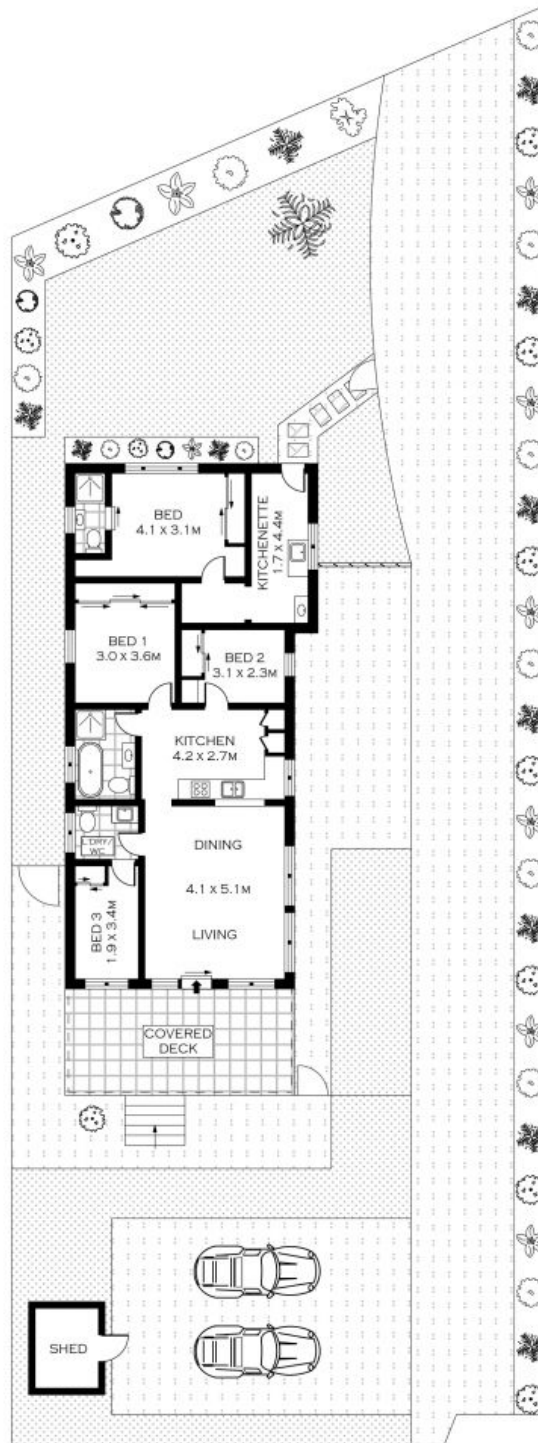 BED
4.1 X 3.1M
KITCHENETTE
1.7 X 4.4M
BED 1
3.0 X 3.6M
BED 2
3.1 X 2.3M
KITCHEN
4.2 X 2.7M
L'DRY/
WC
DINING
4.1 X 5.1M
LIVING
BED 3
1.9 X 3.4M
COVERED
DECK
SHED